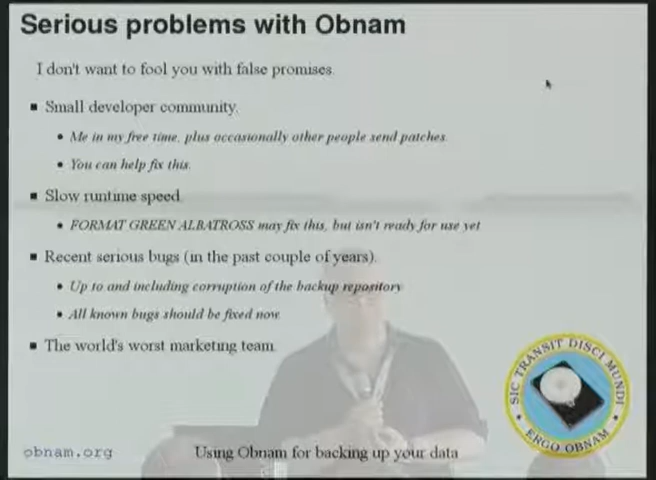 Serious problems with Obnam
I don't want to fool you with false promises.
Small developer community.
Me in my free time, plus occasionally other people send patches.
You can help fix this.
Slow runtime speed.
FORMAT GREEN ALBATROSS may fix this, but isn't ready for use yet
Recent serious bugs (in the past couple of years).
Up to and including corruption of the backup repository
All known bugs should be fixed now.
The world's worst marketing team.
SIC TRANSIT DISCI MUNDI
ERGO OBNAM
obnam.org
Using Obnam for backing up your data